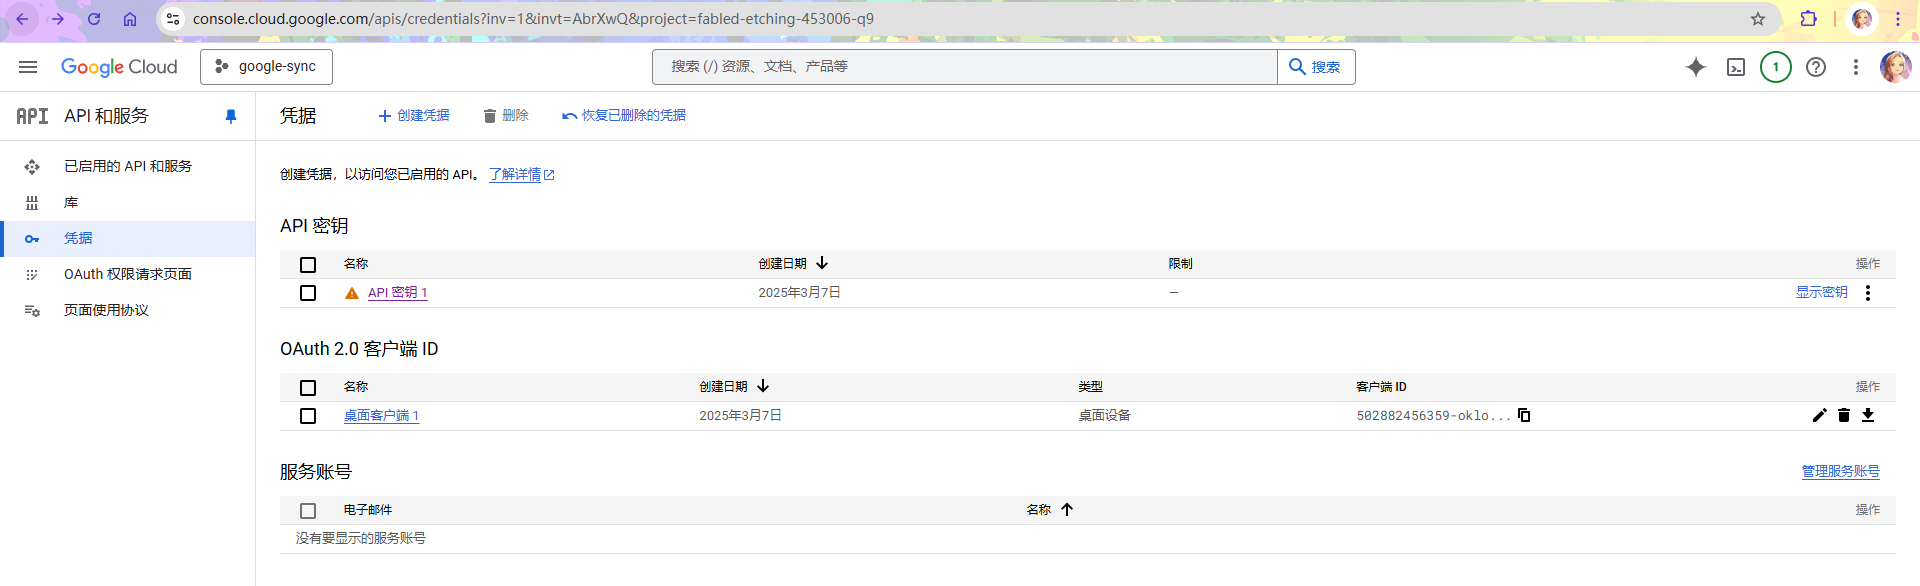 console.cloud.google.com/apis/credentials?inv=1&invt=AbrXwQ&project=fabled-etching-453006-q9
Google Cloud
google-sync
搜索 (/) 资源、文档、产品等
搜索
1
API
API 和服务
凭据
创建凭据
删除
恢复已删除的凭据
已启用的 API 和服务
库
凭据
OAuth 权限请求页面
页面使用协议
创建凭据，以访问您已启用的 API。 了解详情
API 密钥
名称 创建日期 限制 操作
API 密钥 1 2025年3月7日 — 显示密钥
OAuth 2.0 客户端 ID
名称 创建日期 类型 客户端 ID 操作
桌面客户端 1 2025年3月7日 桌面设备 502882456359-oklo...
服务账号 管理服务账号
电子邮件 名称 操作
没有要显示的服务账号